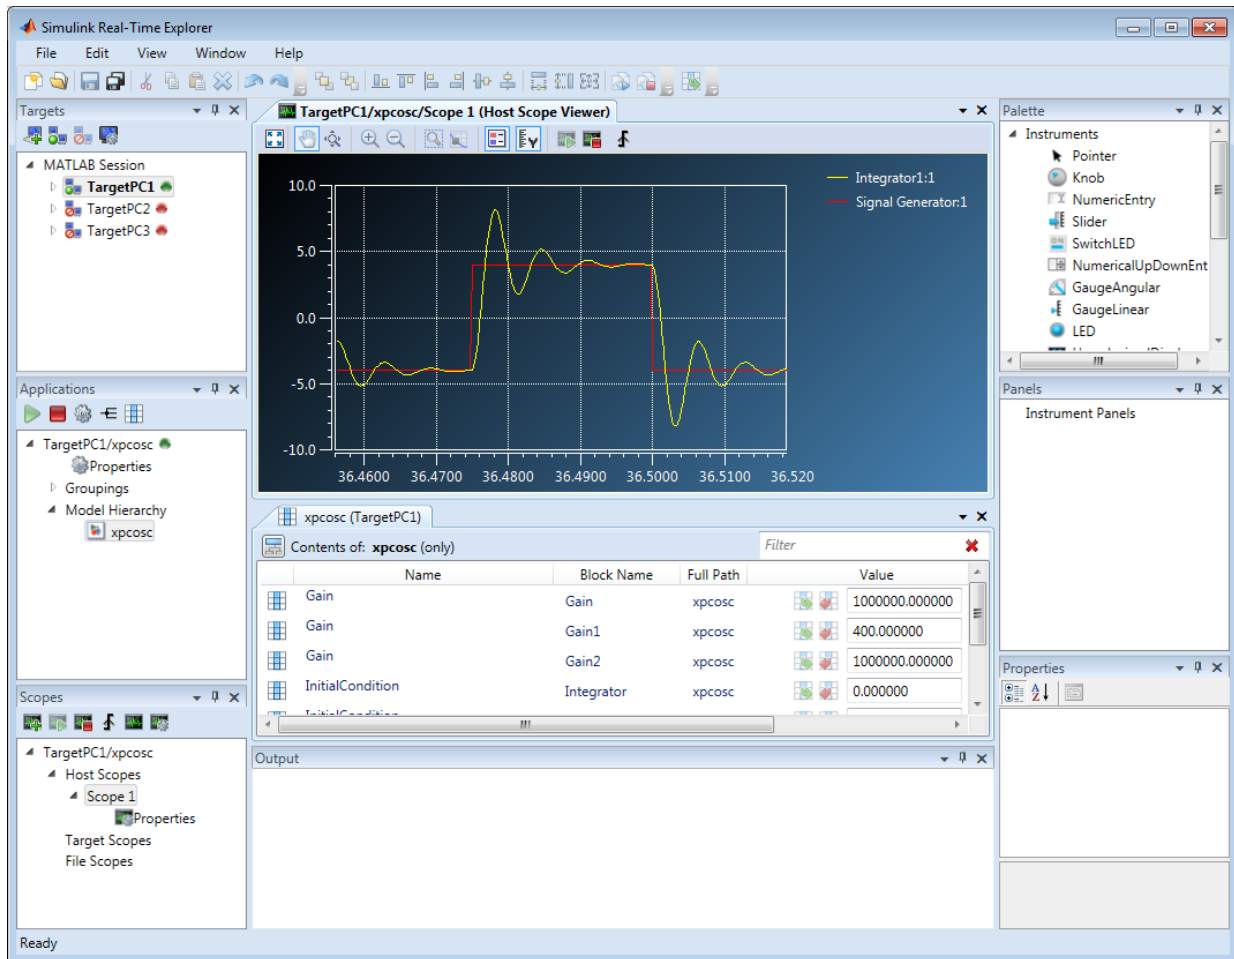 Simulink Real-Time Explorer
File Edit View Window Help
Targets
MATLAB Session
TargetPC1
TargetPC2
TargetPC3
Applications
TargetPC1/xpcosc
Properties
Groupings
Model Hierarchy
xpcosc
Scopes
TargetPC1/xpcosc
Host Scopes
Scope 1
Properties
Target Scopes
File Scopes
TargetPC1/xpcosc/Scope 1 (Host Scope Viewer)
Integrator1:1
Signal Generator:1
10.0
5.0
0.0
-5.0
-10.0
36.4600 36.4700 36.4800 36.4900 36.5000 36.5100 36.520
xpcosc (TargetPC1)
Contents of: xpcosc (only) Filter
Name Block Name Full Path Value
Gain Gain xpcosc 1000000.000000
Gain Gain1 xpcosc 400.000000
Gain Gain2 xpcosc 1000000.000000
InitialCondition Integrator xpcosc 0.000000
Output
Palette
Instruments
Pointer
Knob
NumericEntry
Slider
SwitchLED
NumericalUpDownEnt
GaugeAngular
GaugeLinear
LED
Panels
Instrument Panels
Properties
Ready